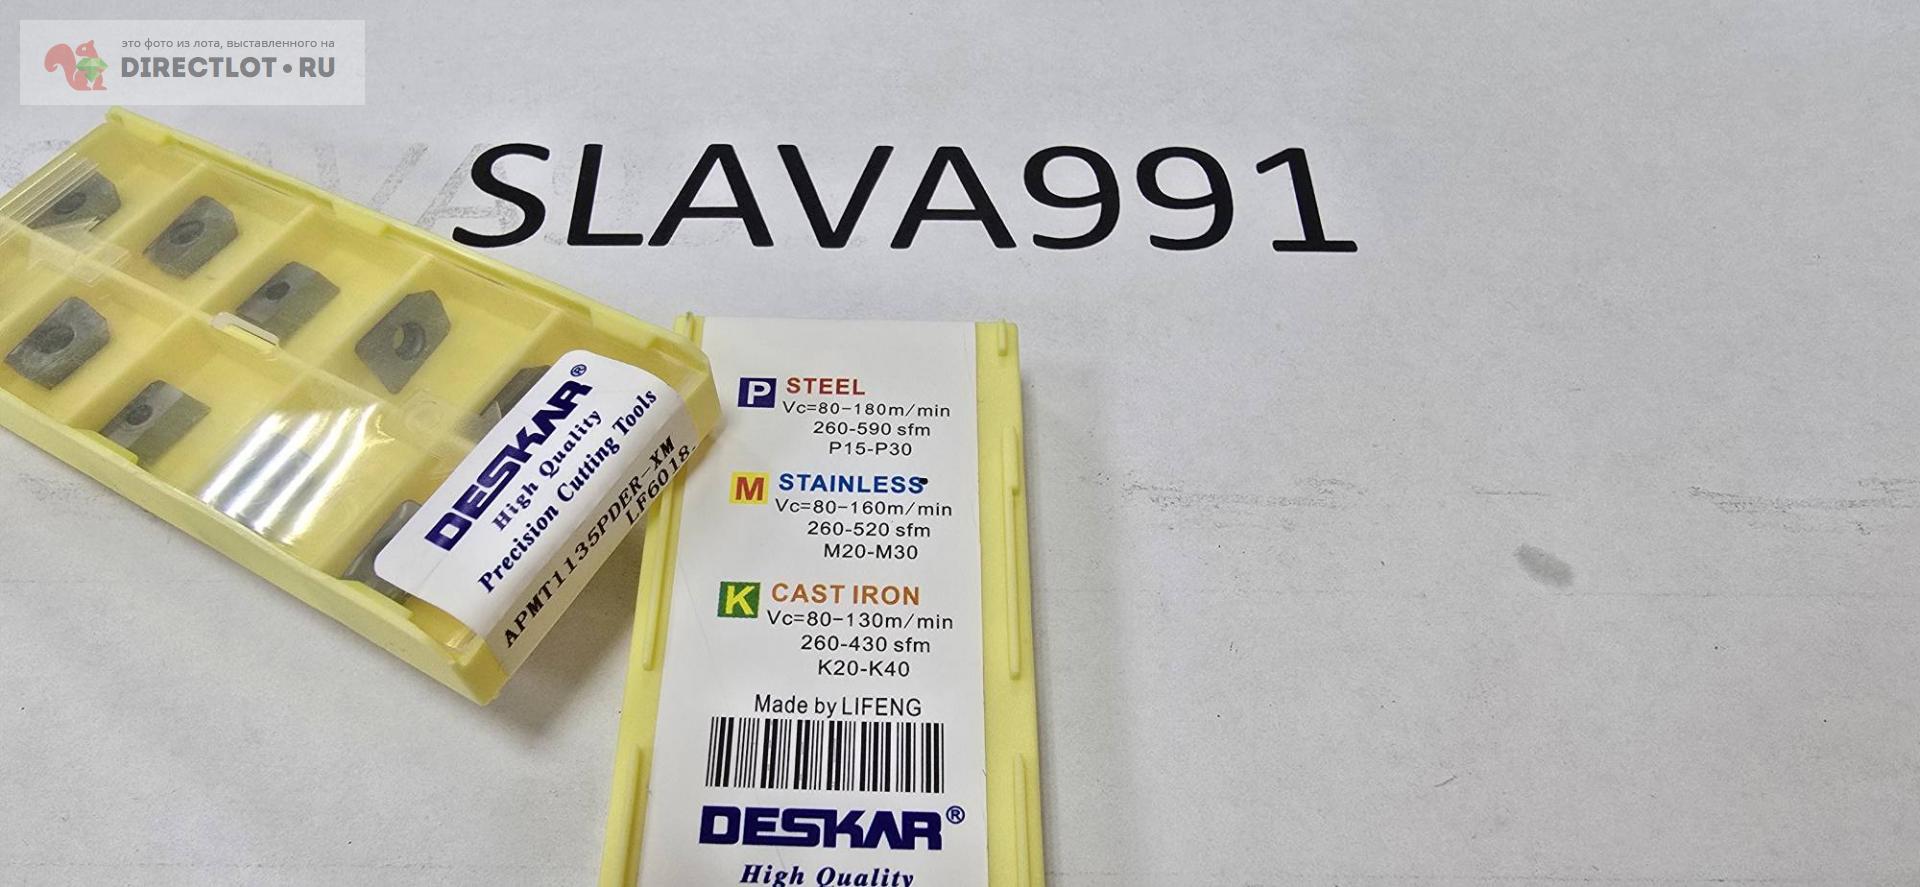 это фото из лота, выставленного на
DIRECTLOT•RU
SLAVA991
DESKAR®
High Quality
Precision Cutting Tools
APMT1135PDER-XM
LF6018
P STEEL
Vc=80-180m/min
260-590 sfm
P15-P30
M STAINLESS
Vc=80-160m/min
260-520 sfm
M20-M30
K CAST IRON
Vc=80-130m/min
260-430 sfm
K20-K40
Made by LIFENG
DESKAR®
High Quality